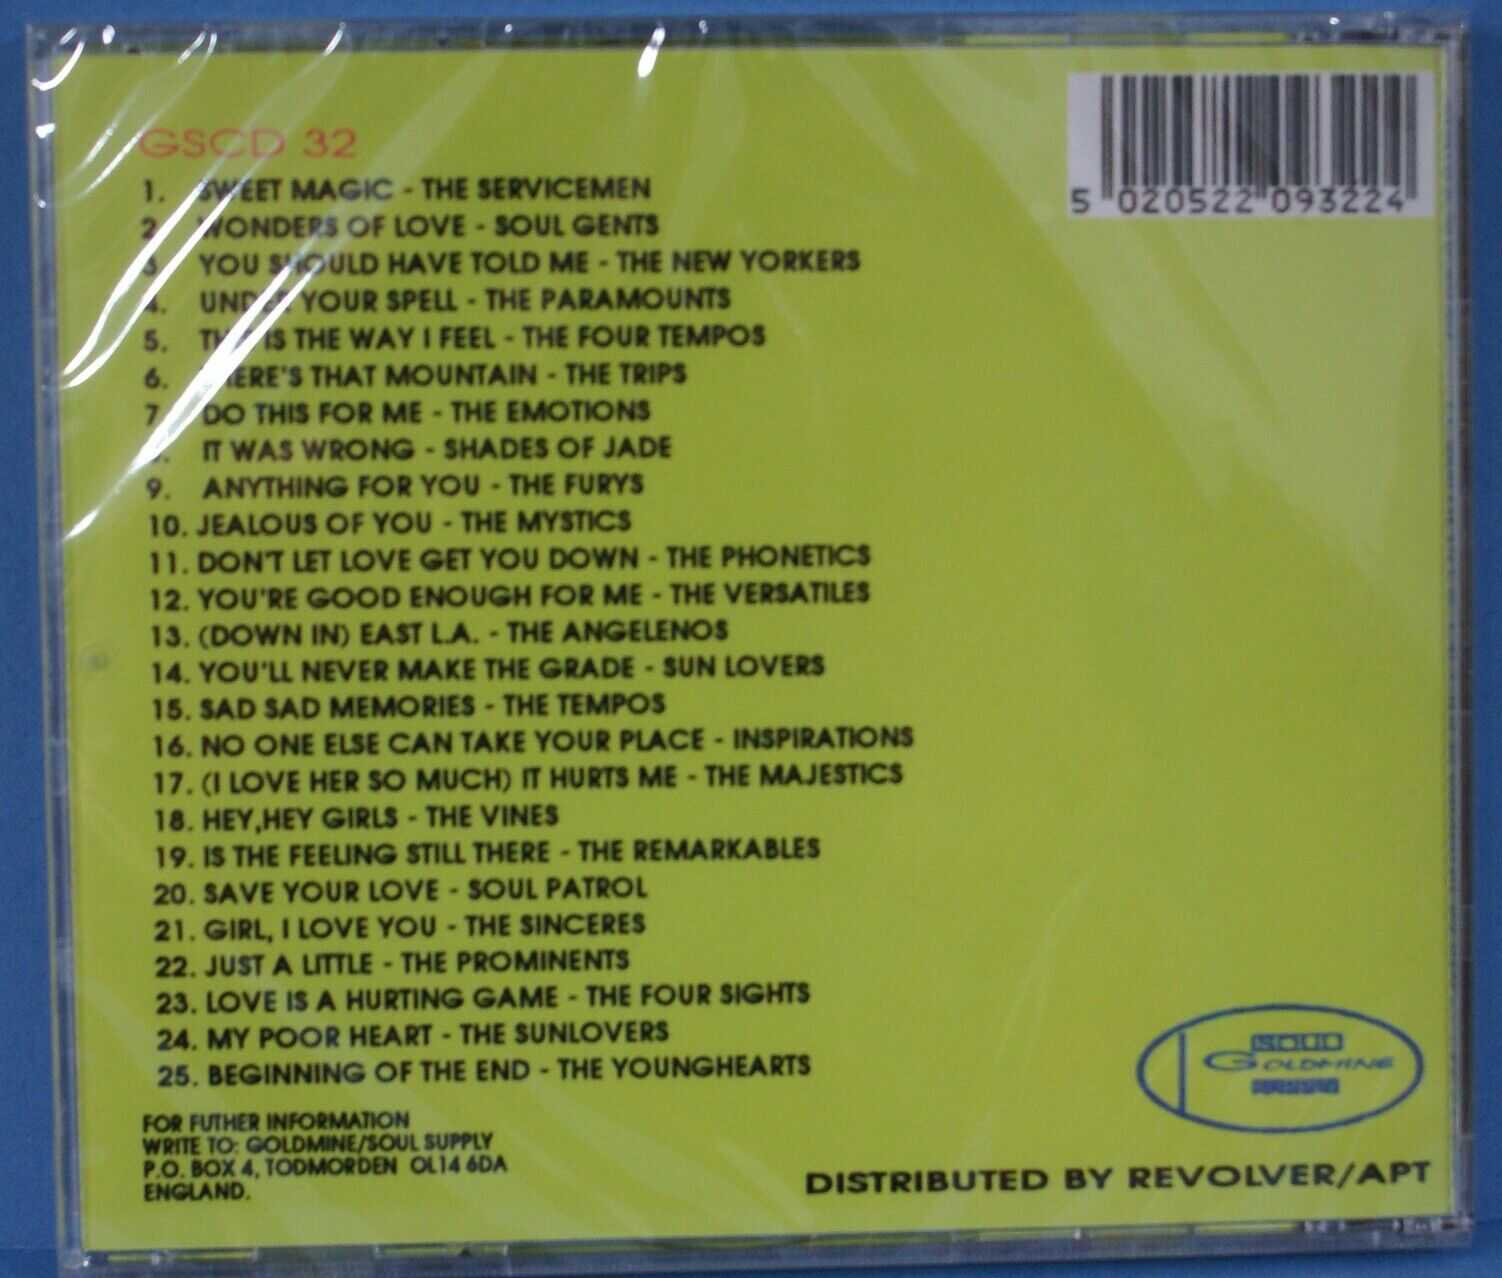 GSCD 32
5 020522 093224
1. SWEET MAGIC - THE SERVICEMEN
2. WONDERS OF LOVE - SOUL GENTS
3. YOU SHOULD HAVE TOLD ME - THE NEW YORKERS
4. UNDER YOUR SPELL - THE PARAMOUNTS
5. THIS IS THE WAY I FEEL - THE FOUR TEMPOS
6. THERE'S THAT MOUNTAIN - THE TRIPS
7. DO THIS FOR ME - THE EMOTIONS
8. IT WAS WRONG - SHADES OF JADE
9. ANYTHING FOR YOU - THE FURYS
10. JEALOUS OF YOU - THE MYSTICS
11. DON'T LET LOVE GET YOU DOWN - THE PHONETICS
12. YOU'RE GOOD ENOUGH FOR ME - THE VERSATILES
13. (DOWN IN) EAST L.A. - THE ANGELENOS
14. YOU'LL NEVER MAKE THE GRADE - SUN LOVERS
15. SAD SAD MEMORIES - THE TEMPOS
16. NO ONE ELSE CAN TAKE YOUR PLACE - INSPIRATIONS
17. (I LOVE HER SO MUCH) IT HURTS ME - THE MAJESTICS
18. HEY,HEY GIRLS - THE VINES
19. IS THE FEELING STILL THERE - THE REMARKABLES
20. SAVE YOUR LOVE - SOUL PATROL
21. GIRL, I LOVE YOU - THE SINCERES
22. JUST A LITTLE - THE PROMINENTS
23. LOVE IS A HURTING GAME - THE FOUR SIGHTS
24. MY POOR HEART - THE SUNLOVERS
25. BEGINNING OF THE END - THE YOUNGHEARTS
FOR FUTHER INFORMATION
WRITE TO: GOLDMINE/SOUL SUPPLY
P.O. BOX 4, TODMORDEN OL14 6DA
ENGLAND.
SOUL
GOLDMINE
DISTRIBUTED BY REVOLVER/APT